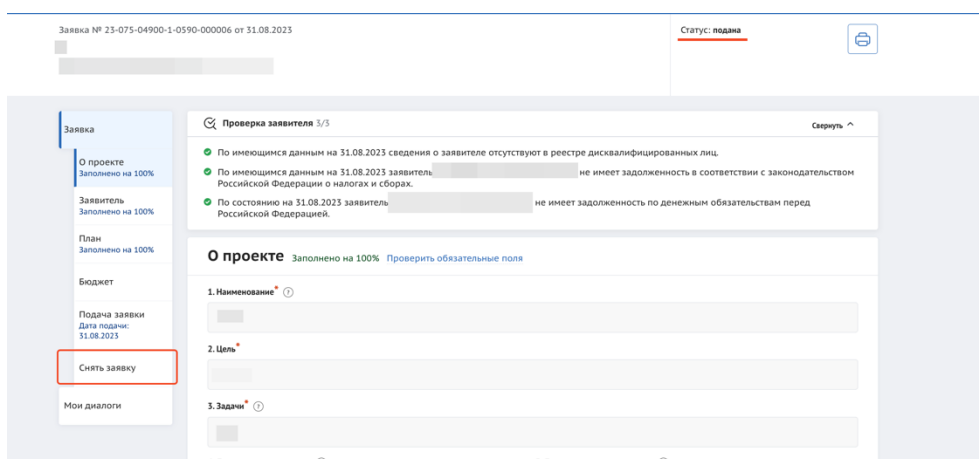 Заявка № 23-075-04900-1-0590-000006 от 31.08.2023
Статус: подана
Заявка
О проекте
Заполнено на 100%
Заявитель
Заполнено на 100%
План
Заполнено на 100%
Бюджет
Подача заявки
Дата подачи:
31.08.2023
Снять заявку
Мои диалоги
Проверка заявителя 3/3
Свернуть
По имеющимся данным на 31.08.2023 сведения о заявителе отсутствуют в реестре дисквалифицированных лиц.
По имеющимся данным на 31.08.2023 заявитель не имеет задолженность в соответствии с законодательством
Российской Федерации о налогах и сборах.
По состоянию на 31.08.2023 заявитель не имеет задолженность по денежным обязательствам перед
Российской Федерацией.
О проекте Заполнено на 100% Проверить обязательные поля
1. Наименование* ?
2. Цель*
3. Задачи* ?